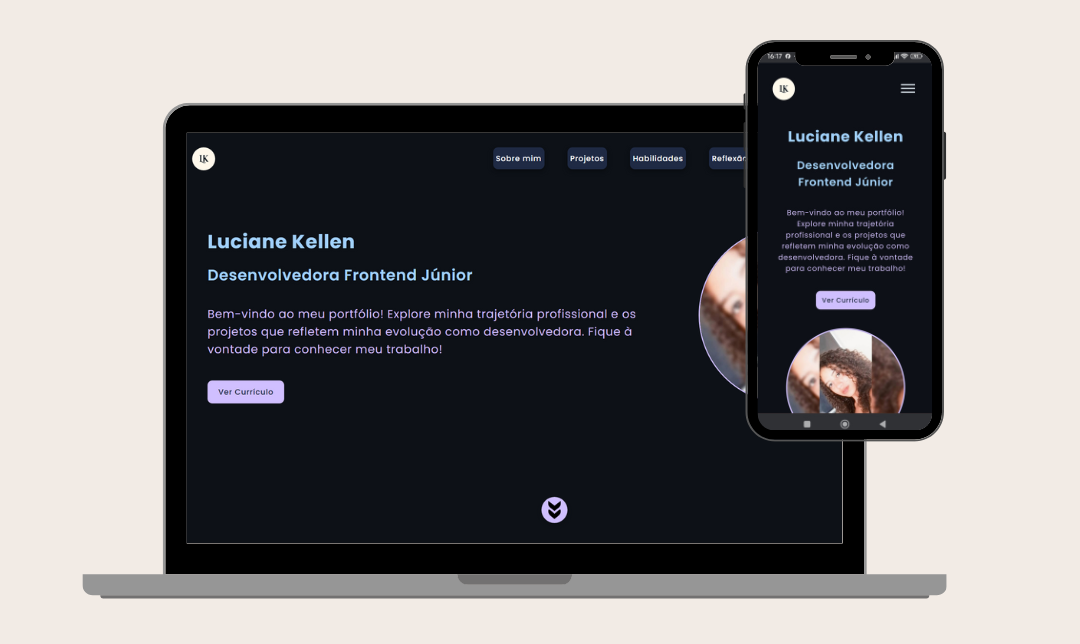 LK
Sobre mim
Projetos
Habilidades
Luciane Kellen
Desenvolvedora Frontend Júnior
Bem-vindo ao meu portfólio! Explore minha trajetória profissional e os
projetos que refletem minha evolução como desenvolvedora. Fique à
vontade para conhecer meu trabalho!
Ver Currículo
16:17
LK
Luciane Kellen
Desenvolvedora
Frontend Júnior
Bem-vindo ao meu portfólio!
Explore minha trajetória
profissional e os projetos que
refletem minha evolução como
desenvolvedora. Fique à vontade
para conhecer meu trabalho!
Ver Currículo